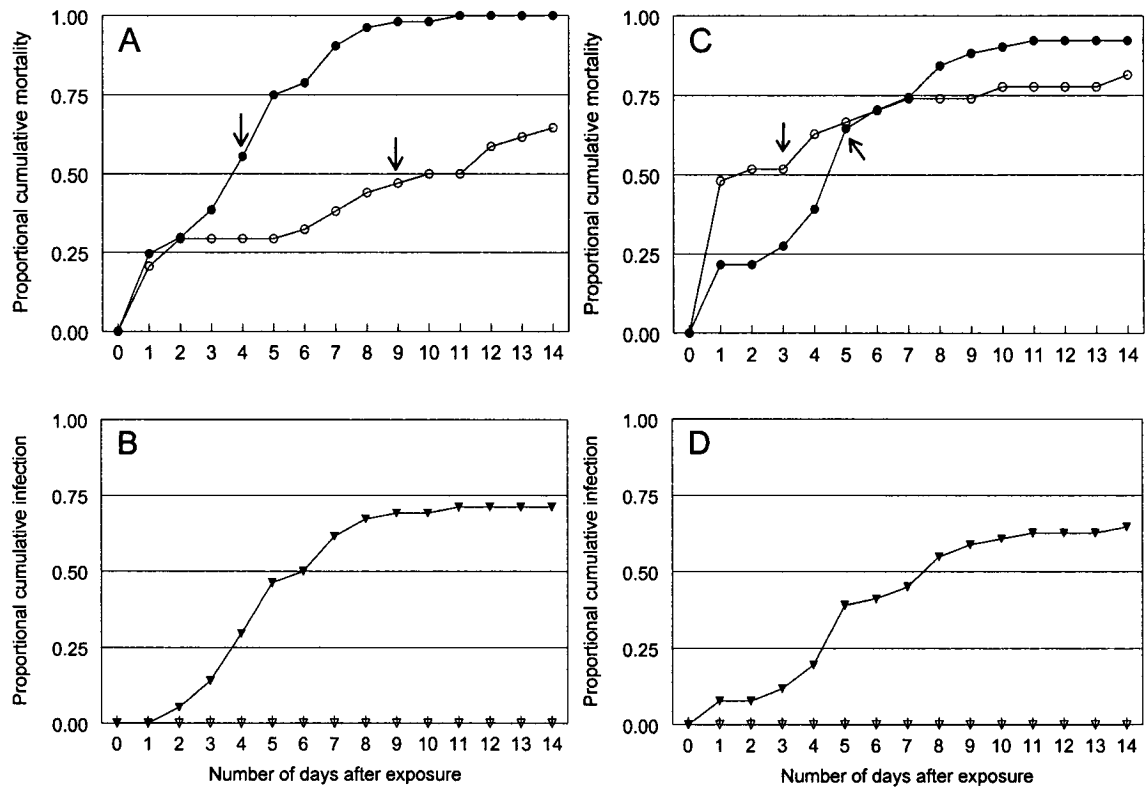 A
Proportional cumulative mortality
1.00
0.75
0.50
0.25
0.00
0 1 2 3 4 5 6 7 8 9 10 11 12 13 14
C
Proportional cumulative mortality
1.00
0.75
0.50
0.25
0.00
0 1 2 3 4 5 6 7 8 9 10 11 12 13 14
B
Proportional cumulative infection
1.00
0.75
0.50
0.25
0.00
0 1 2 3 4 5 6 7 8 9 10 11 12 13 14
Number of days after exposure
D
Proportional cumulative infection
1.00
0.75
0.50
0.25
0.00
0 1 2 3 4 5 6 7 8 9 10 11 12 13 14
Number of days after exposure